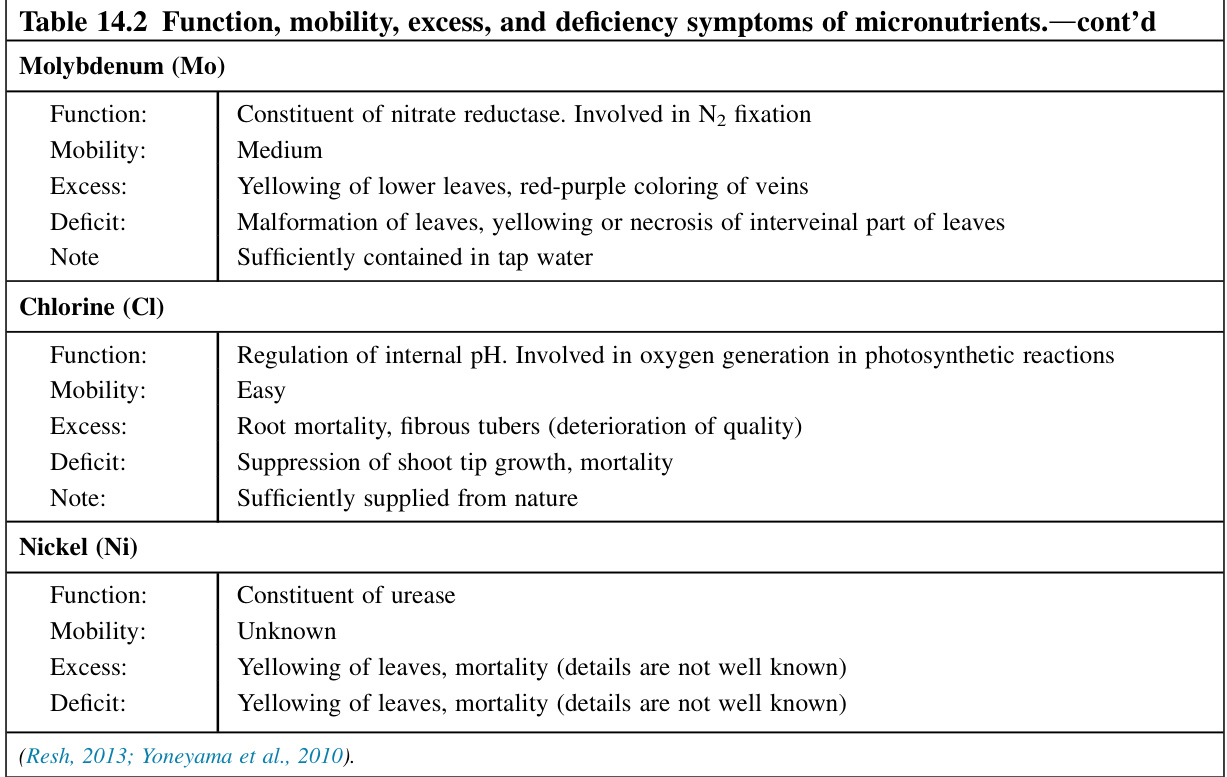 Table 14.2 Function, mobility, excess, and deficiency symptoms of micronutrients.—cont’d
Molybdenum (Mo)
Function: Constituent of nitrate reductase. Involved in N₂ fixation
Mobility: Medium
Excess: Yellowing of lower leaves, red-purple coloring of veins
Deficit: Malformation of leaves, yellowing or necrosis of interveinal part of leaves
Note Sufficiently contained in tap water
Chlorine (Cl)
Function: Regulation of internal pH. Involved in oxygen generation in photosynthetic reactions
Mobility: Easy
Excess: Root mortality, fibrous tubers (deterioration of quality)
Deficit: Suppression of shoot tip growth, mortality
Note: Sufficiently supplied from nature
Nickel (Ni)
Function: Constituent of urease
Mobility: Unknown
Excess: Yellowing of leaves, mortality (details are not well known)
Deficit: Yellowing of leaves, mortality (details are not well known)
(Resh, 2013; Yoneyama et al., 2010).